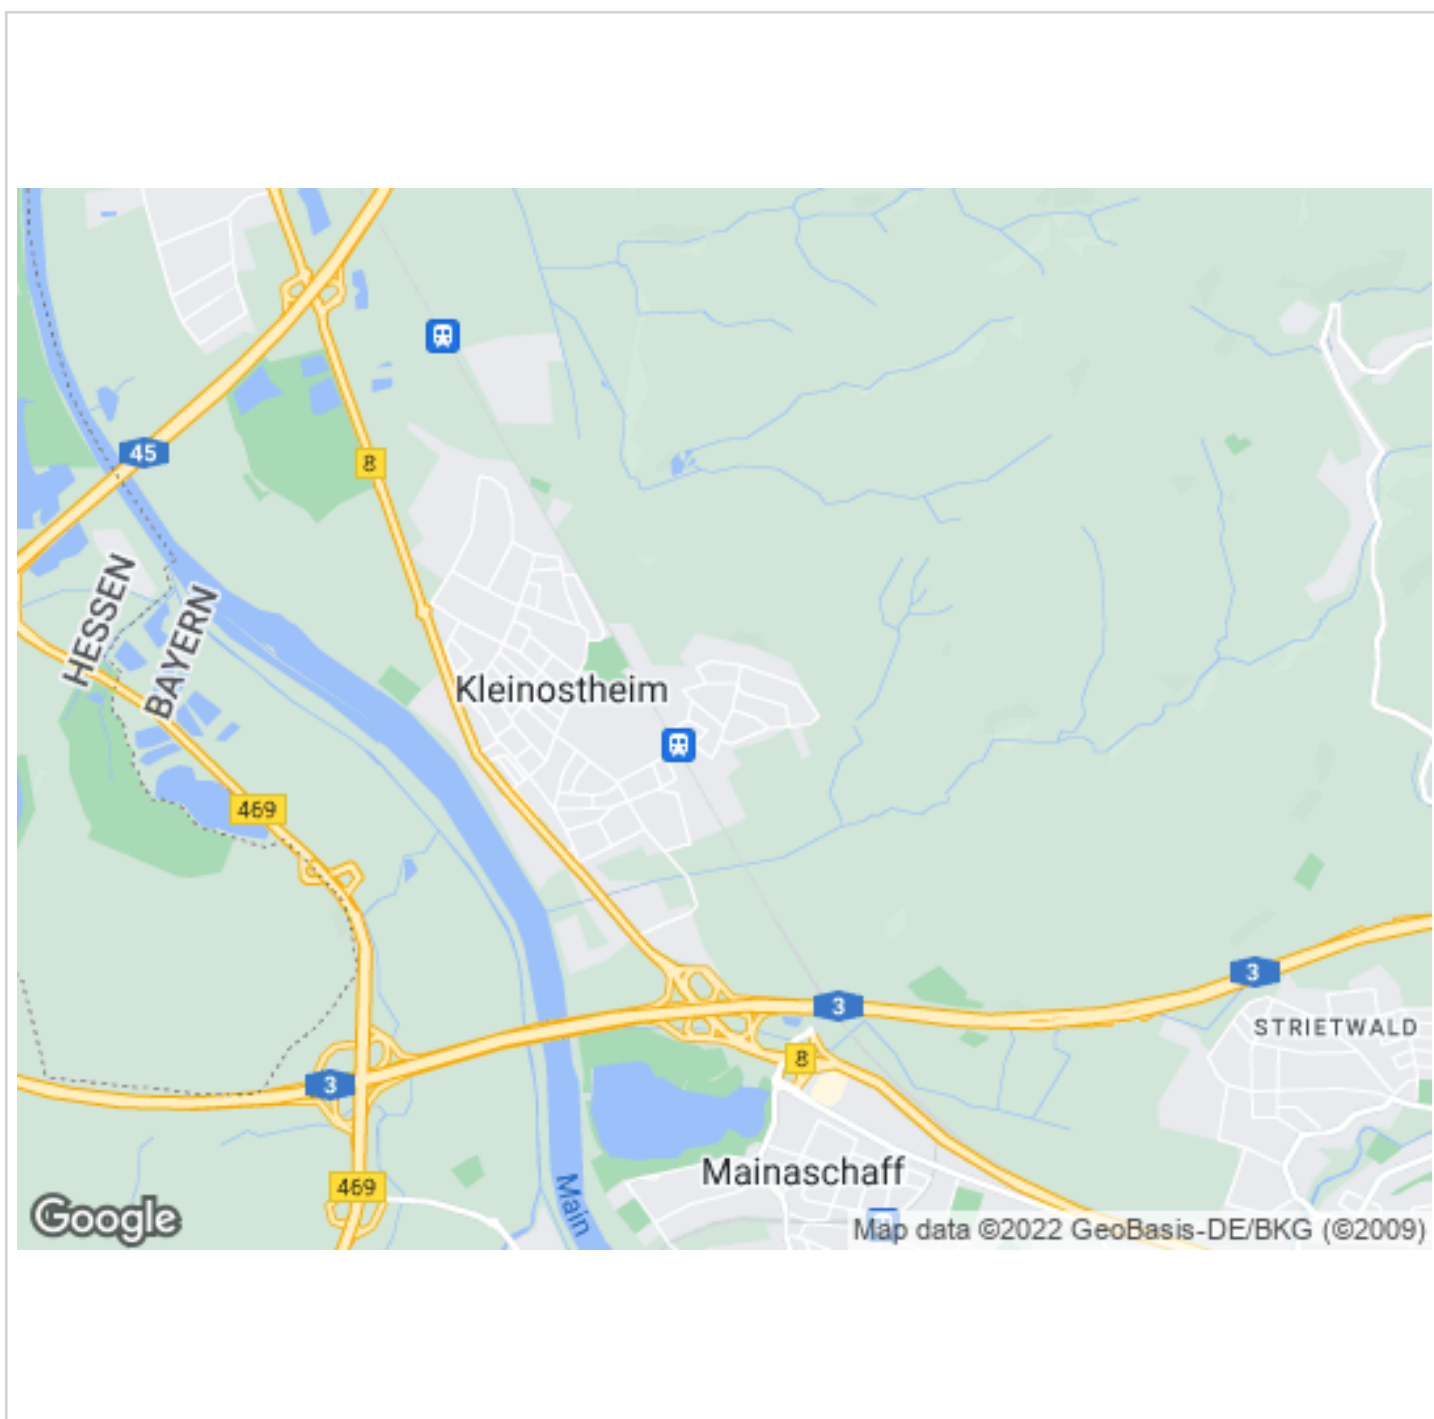 45
8
HESSEN
BAYERN
Kleinostheim
469
3
3
STRIETWALD
8
3
Mainaschaff
469
Main
Google
Map data ©2022 GeoBasis-DE/BKG (©2009)